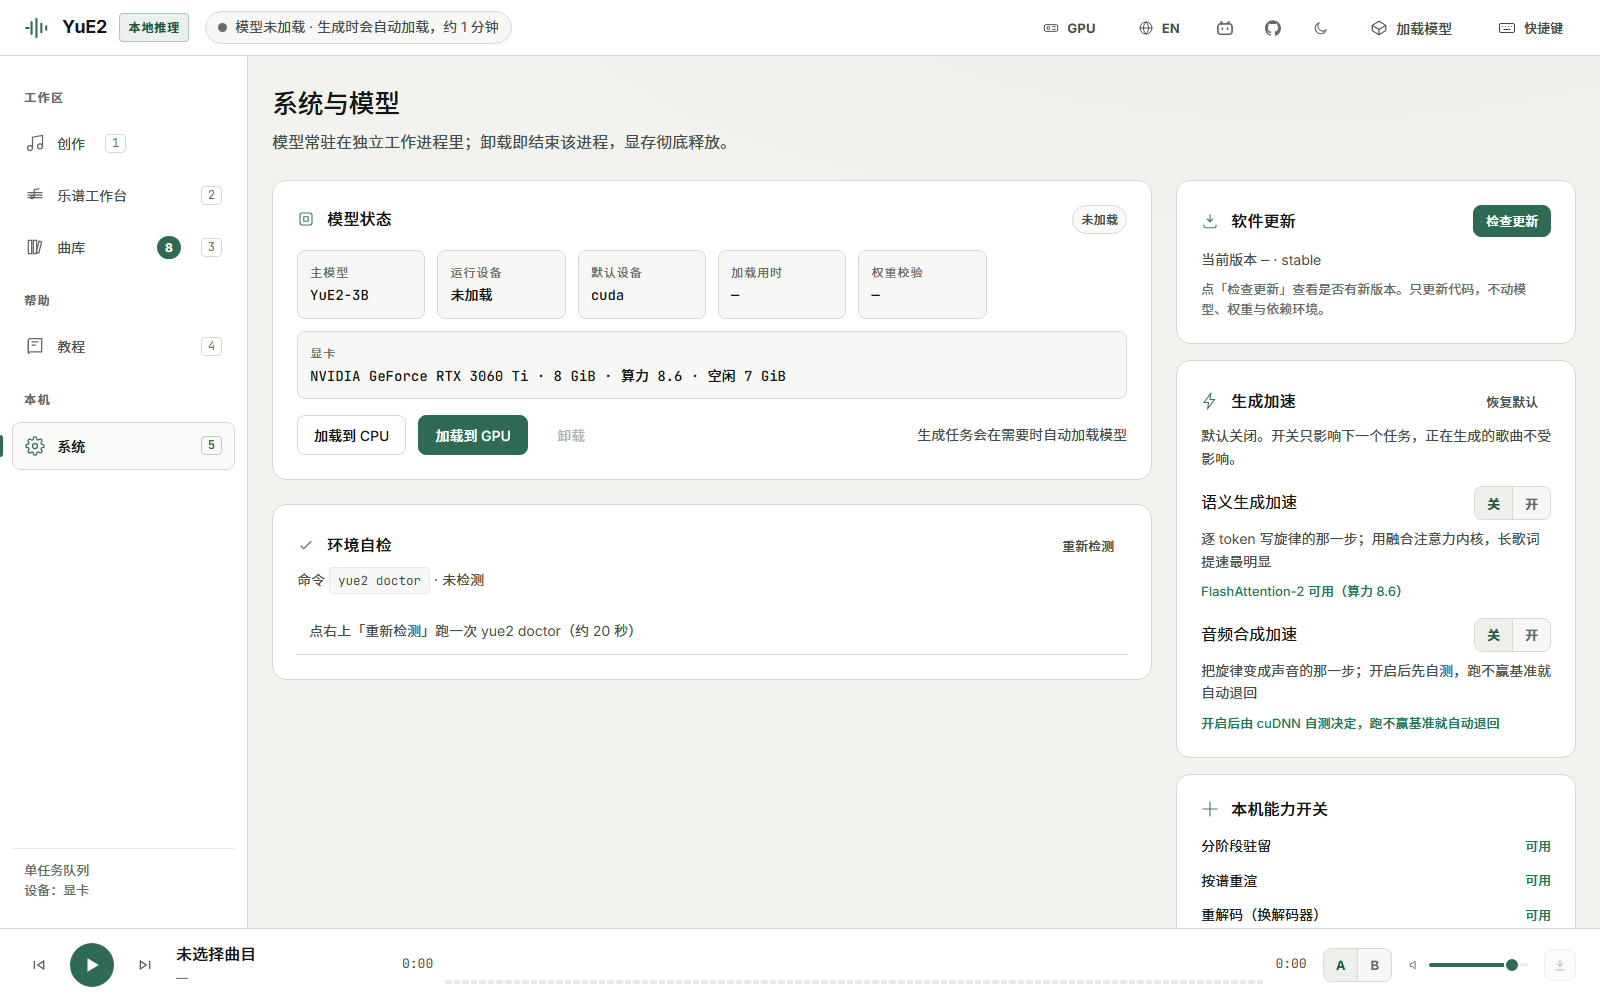 YuE2
本地推理
模型未加载 · 生成时会自动加载，约 1 分钟
GPU
EN
加载模型
快捷键
工作区
创作 1
乐谱工作台 2
曲库 8 3
帮助
教程 4
本机
系统 5
单任务队列
设备：显卡
系统与模型
模型常驻在独立工作进程里；卸载即结束该进程，显存彻底释放。
模型状态
未加载
主模型
YuE2-3B
运行设备
未加载
默认设备
cuda
加载用时
—
权重校验
—
显卡
NVIDIA GeForce RTX 3060 Ti · 8 GiB · 算力 8.6 · 空闲 7 GiB
加载到 CPU
加载到 GPU
卸载
生成任务会在需要时自动加载模型
环境自检
重新检测
命令 yue2 doctor · 未检测
点右上「重新检测」跑一次 yue2 doctor（约 20 秒）
软件更新
检查更新
当前版本 — · stable
点「检查更新」查看是否有新版本。只更新代码，不动模
型、权重与依赖环境。
生成加速
恢复默认
默认关闭。开关只影响下一个任务，正在生成的歌曲不受
影响。
语义生成加速
关 开
逐 token 写旋律的那一步；用融合注意力内核，长歌词
提速最明显
FlashAttention-2 可用（算力 8.6）
音频合成加速
关 开
把旋律变成声音的那一步；开启后先自测，跑不赢基准就
自动退回
开启后由 cuDNN 自测决定，跑不赢基准就自动退回
本机能力开关
分阶段驻留 可用
按谱重渲 可用
重解码（换解码器） 可用
未选择曲目
—
0:00
0:00
A B